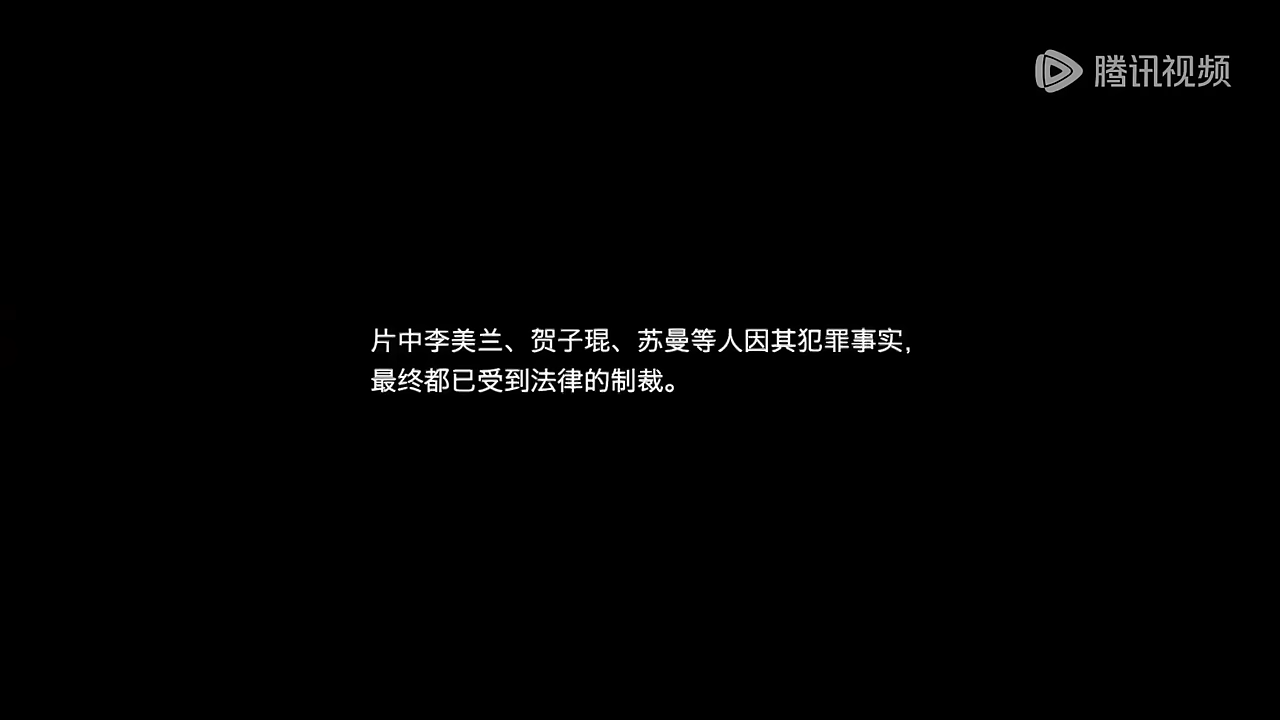 腾讯视频
片中李美兰、贺子琨、苏曼等人因其犯罪事实,
最终都已受到法律的制裁。